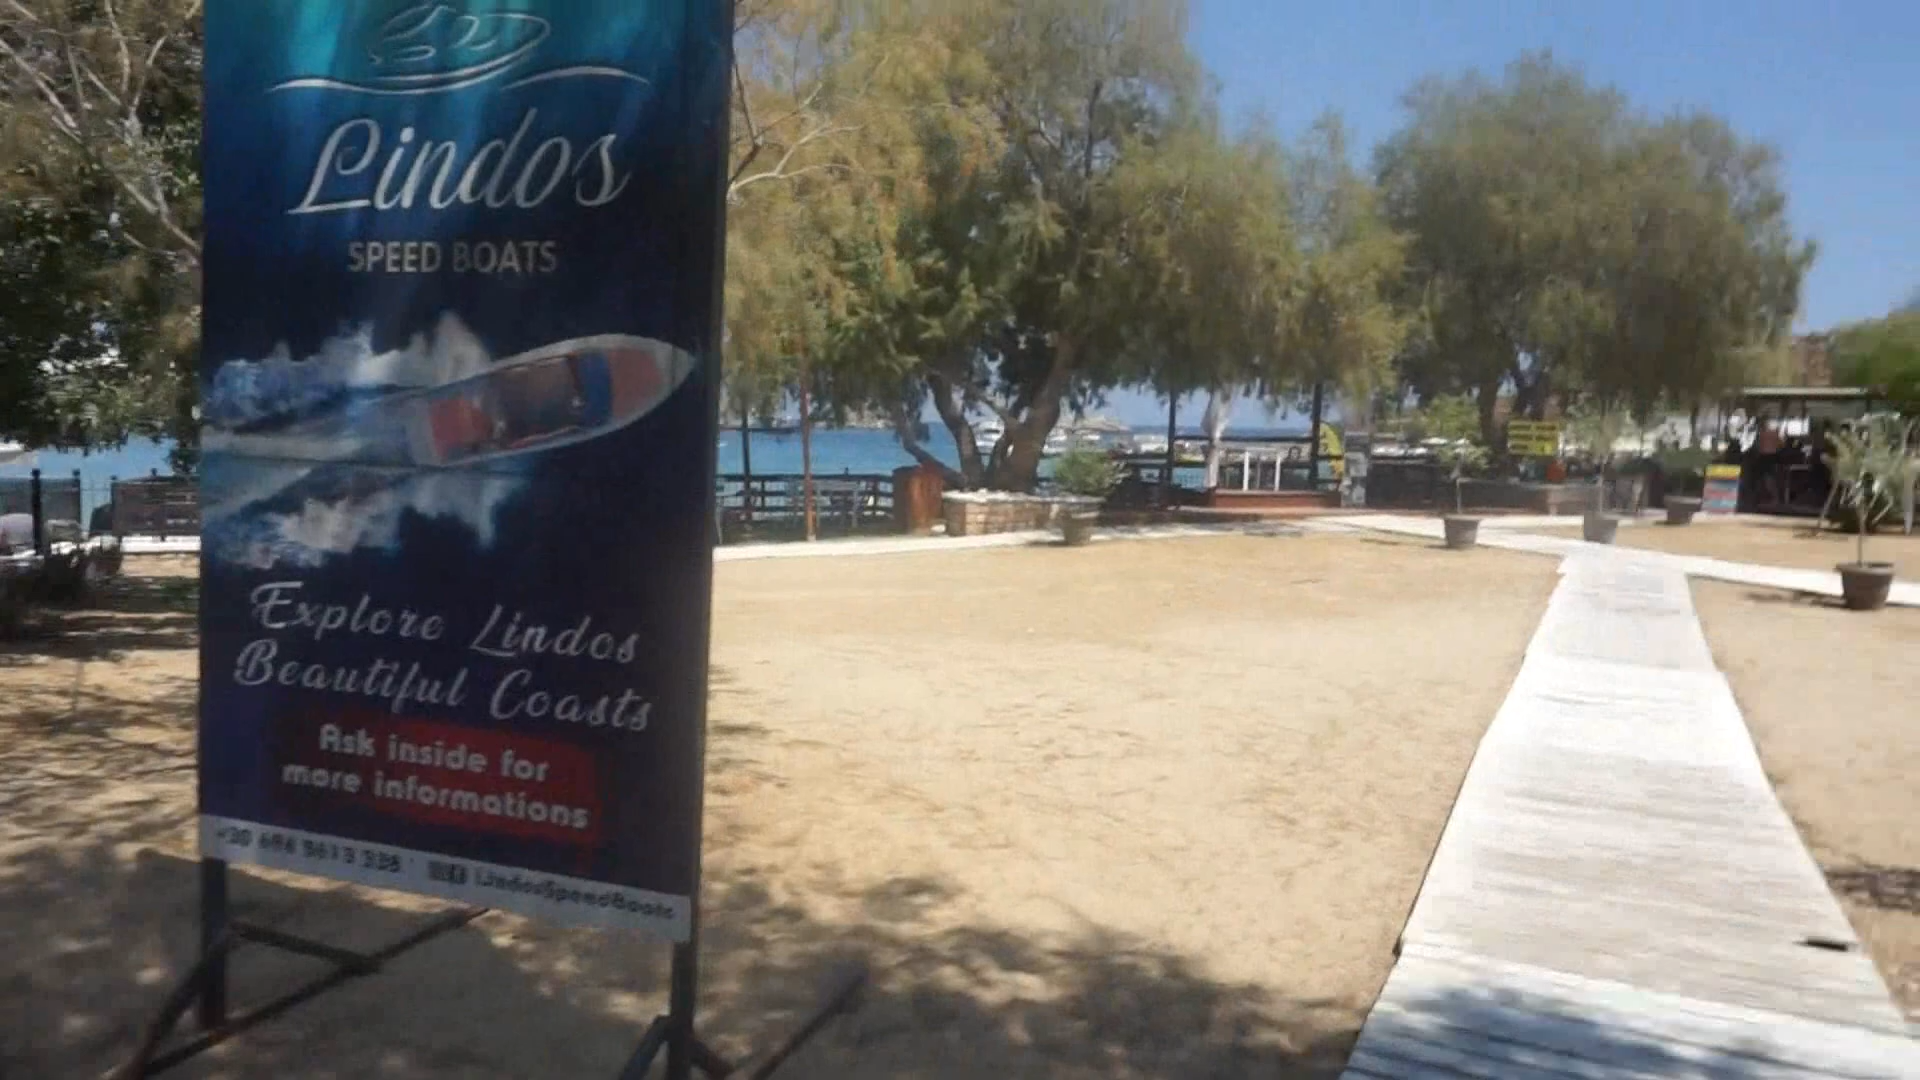 Lindos
SPEED BOATS
Explore Lindos
Beautiful Coasts
Ask inside for
more informations
LindosSpeedBoats